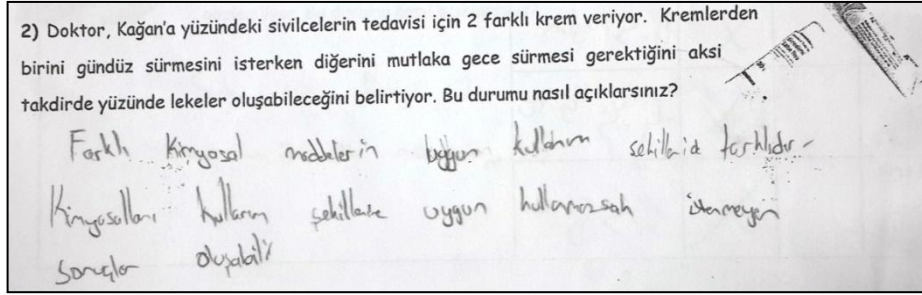 2) Doktor, Kağan'a yüzündeki sivilcelerin tedavisi için 2 farklı krem veriyor. Kremlerden
birini gündüz sürmesini isterken diğerini mutlaka gece sürmesi gerektiğini aksi
takdirde yüzünde lekeler oluşabileceğini belirtiyor. Bu durumu nasıl açıklarsınız?
Farklı kimyasal maddelerin uygun kullanım şekilleride farklıdır.
Kimyasalları kullanım şekillerine uygun kullanmazsak istenmeyen
sonuçlar oluşabilir